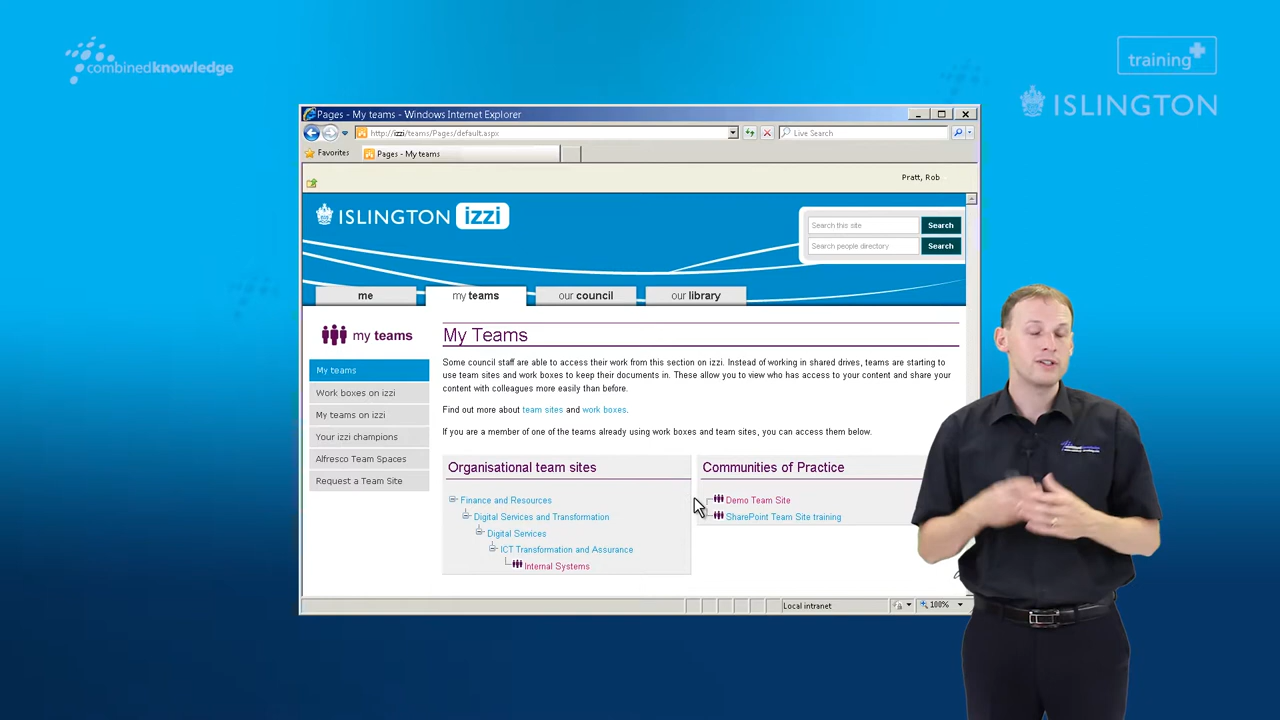 combinedknowledge
training+
ISLINGTON
Pages - My teams - Windows Internet Explorer
http://izzi/teams/Pages/default.aspx
Live Search
Favorites
Pages - My teams
Pratt, Rob
ISLINGTON izzi
Search this site
Search
Search people directory
Search
me
my teams
our council
our library
my teams
My teams
Work boxes on izzi
My teams on izzi
Your izzi champions
Alfresco Team Spaces
Request a Team Site
My Teams
Some council staff are able to access their work from this section on izzi. Instead of working in shared drives, teams are starting to
use team sites and work boxes to keep their documents in. These allow you to view who has access to your content and share your
content with colleagues more easily than before.
Find out more about team sites and work boxes.
If you are a member of one of the teams already using work boxes and team sites, you can access them below.
Organisational team sites
Finance and Resources
Digital Services and Transformation
Digital Services
ICT Transformation and Assurance
Internal Systems
Communities of Practice
Demo Team Site
SharePoint Team Site training
Local intranet
100%